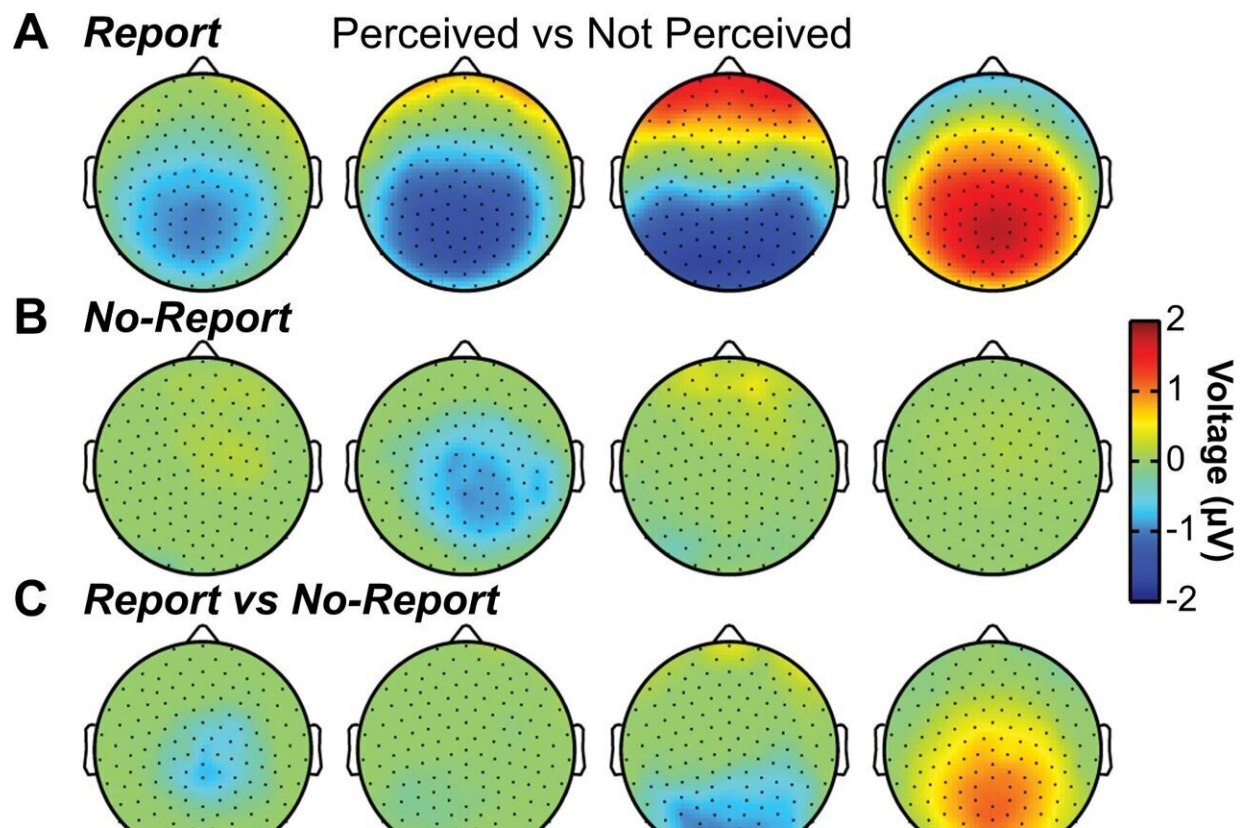 A Report Perceived vs Not Perceived
B No-Report
2
1
0
-1
-2
Voltage (µV)
C Report vs No-Report